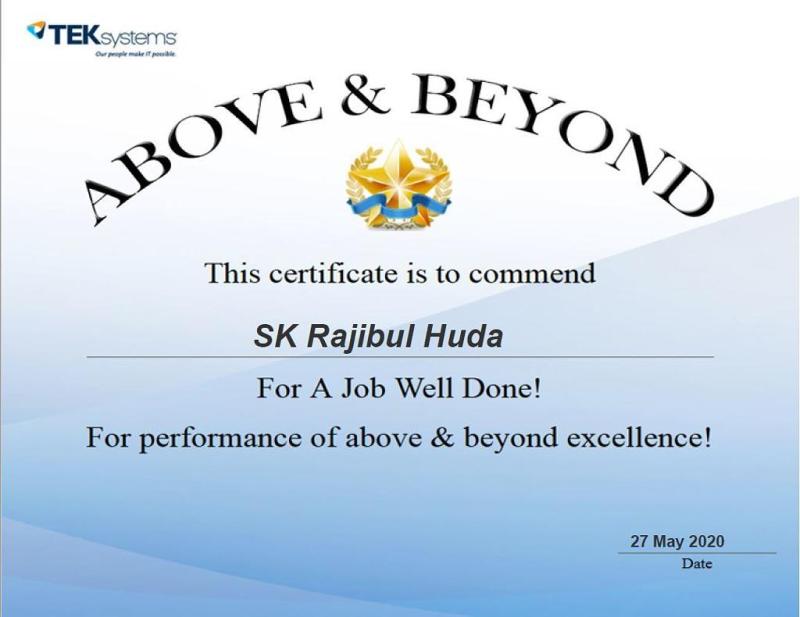 TEKsystems
Our people make IT possible.
ABOVE & BEYOND
This certificate is to commend
SK Rajibul Huda
For A Job Well Done!
For performance of above & beyond excellence!
27 May 2020
Date